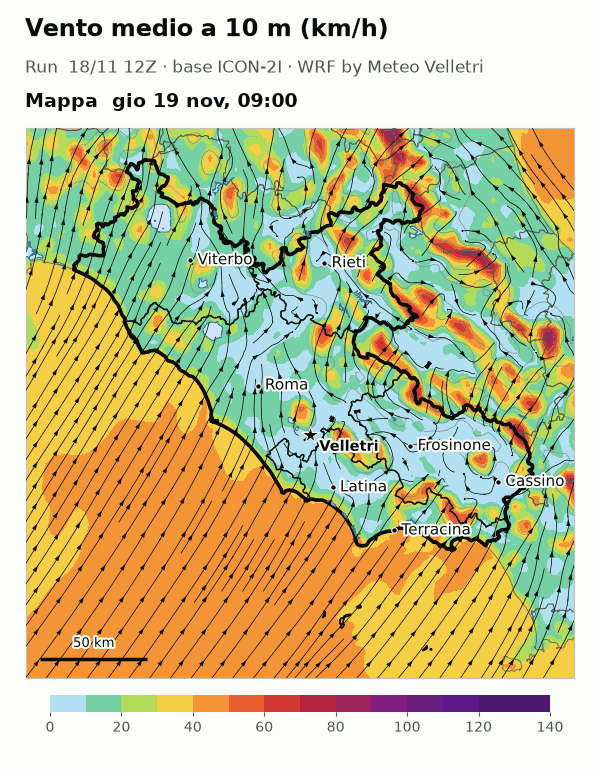 Vento medio a 10 m (km/h)
Run 18/11 12Z · base ICON-2I · WRF by Meteo Velletri
Mappa gio 19 nov, 09:00
Viterbo
Rieti
Roma
Velletri
Frosinone
Cassino
Latina
Terracina
50 km
0 20 40 60 80 100 120 140